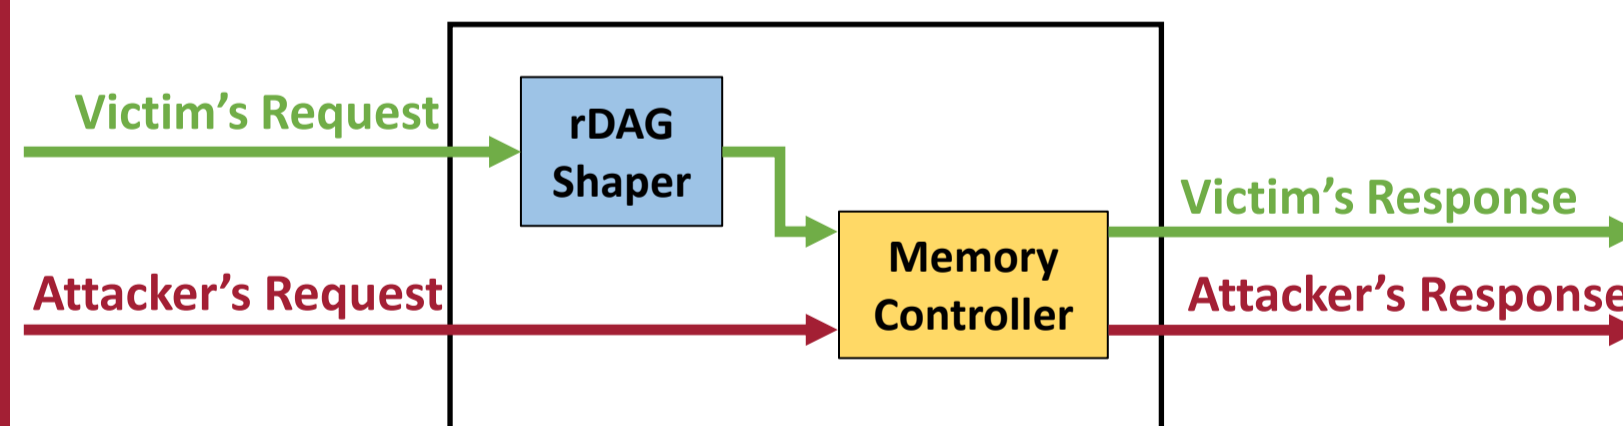 Victim’s Request
rDAG
Shaper
Victim’s Response
Memory
Controller
Attacker’s Request
Attacker’s Response